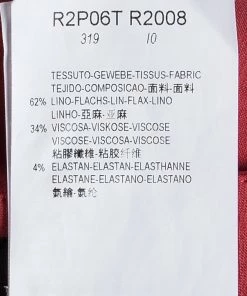 R2P06T R2008
319 10
TESSUTO-GEWEBE-TISSUS-FABRIC
TEJIDO-COMPOSICAO-面料-面料
62% LINO-FLACHS-LIN-FLAX-LINO
LINHO-亞麻-亚麻
34% VISCOSA-VISKOSE-VISCOSE
VISCOSE-VISCOSA-VISCOSE
粘膠纖維-粘胶纤维
4% ELASTAN-ELASTAN-ELASTHANNE
ELASTANE-ELASTANO-ELASTANO
氨綸-氨纶